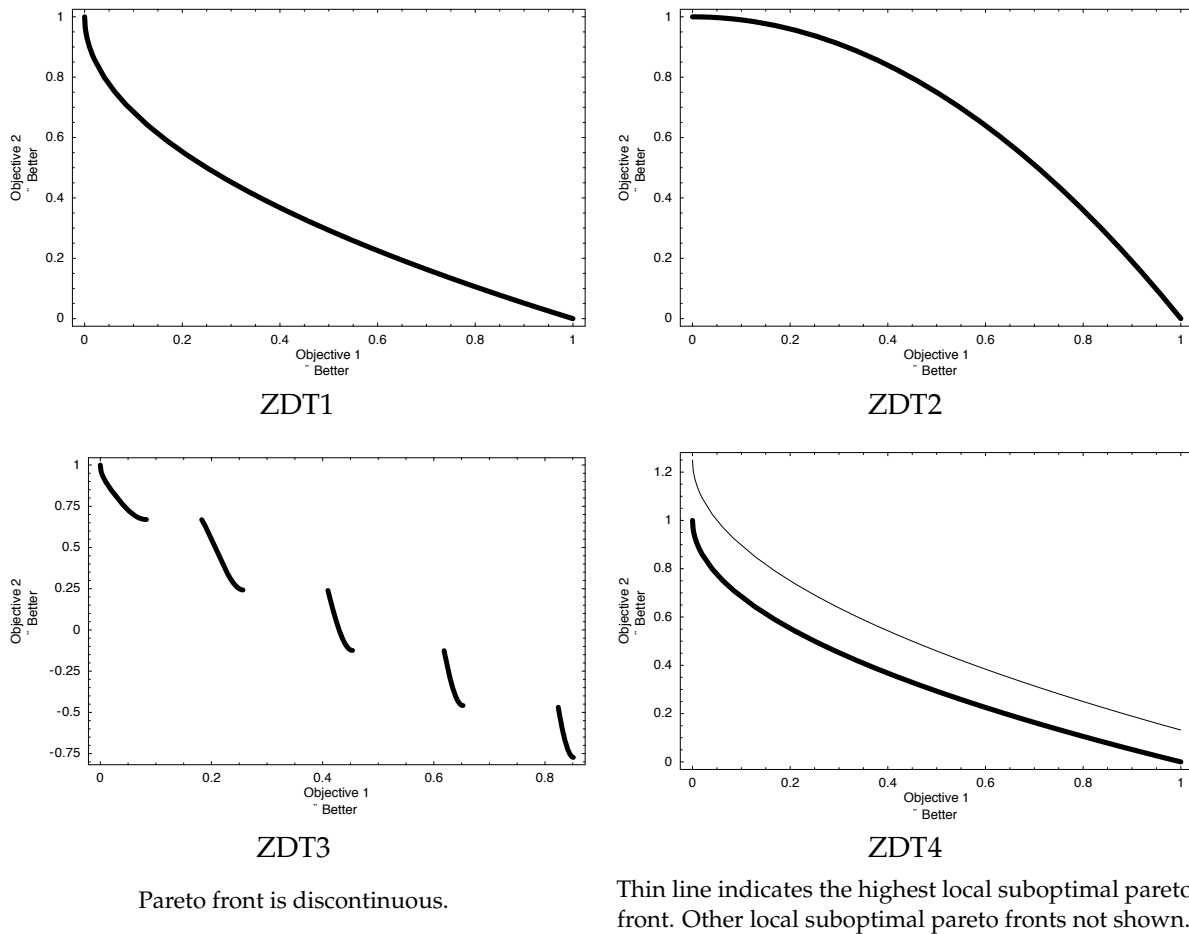 1
0.8
0.6
0.4
0.2
0
Objective 2
¨ Better
0 0.2 0.4 0.6 0.8 1
Objective 1
¨ Better
ZDT1
1
0.8
0.6
0.4
0.2
0
Objective 2
¨ Better
0 0.2 0.4 0.6 0.8 1
Objective 1
¨ Better
ZDT2
1
0.75
0.5
0.25
0
-0.25
-0.5
-0.75
Objective 2
¨ Better
0 0.2 0.4 0.6 0.8
Objective 1
¨ Better
ZDT3
Pareto front is discontinuous.
1.2
1
0.8
0.6
0.4
0.2
0
Objective 2
¨ Better
0 0.2 0.4 0.6 0.8 1
Objective 1
¨ Better
ZDT4
Thin line indicates the highest local suboptimal pareto
front. Other local suboptimal pareto fronts not shown.